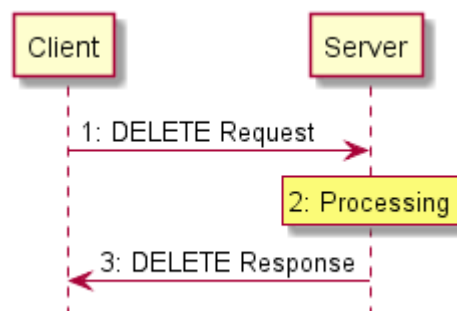 Client
Server
1: DELETE Request
2: Processing
3: DELETE Response